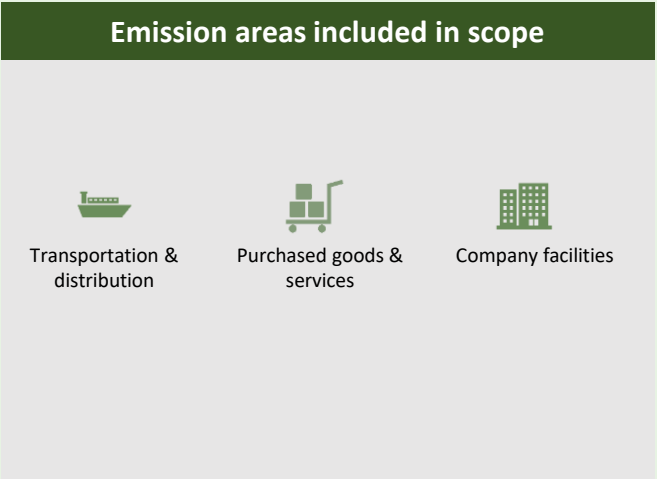 Emission areas included in scope
Transportation &
distribution
Purchased goods &
services
Company facilities